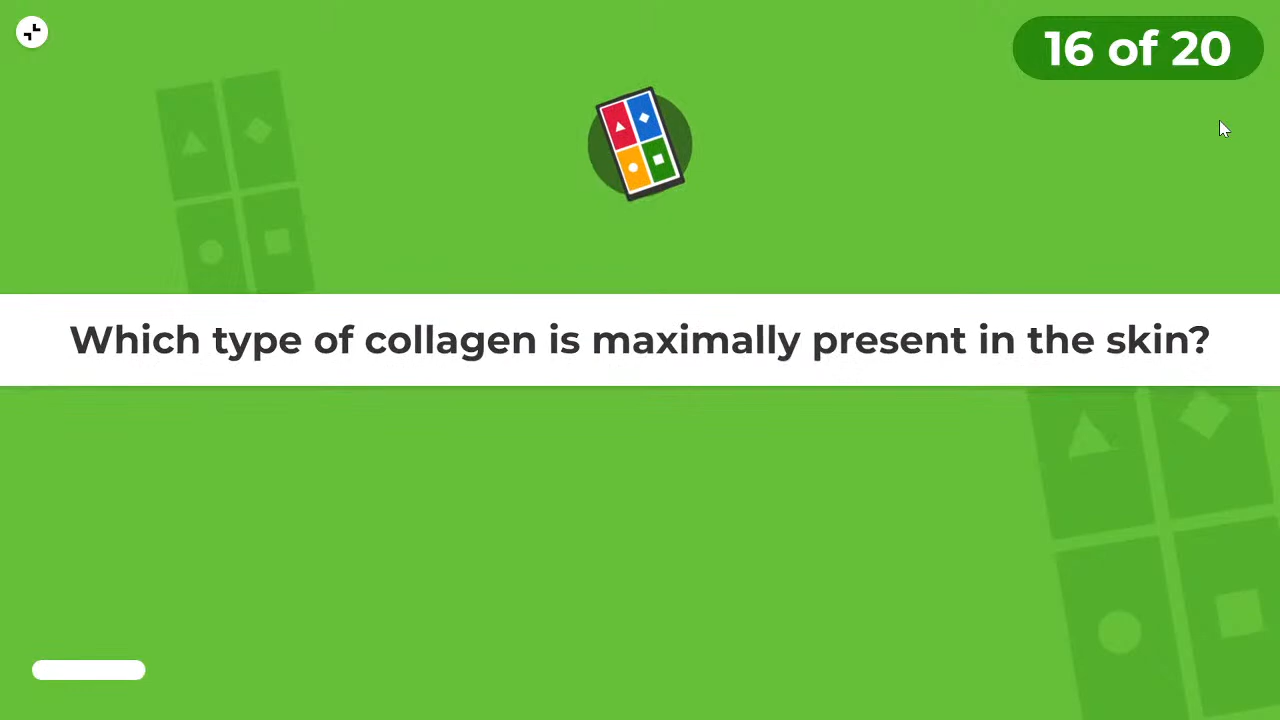 16 of 20
Which type of collagen is maximally present in the skin?